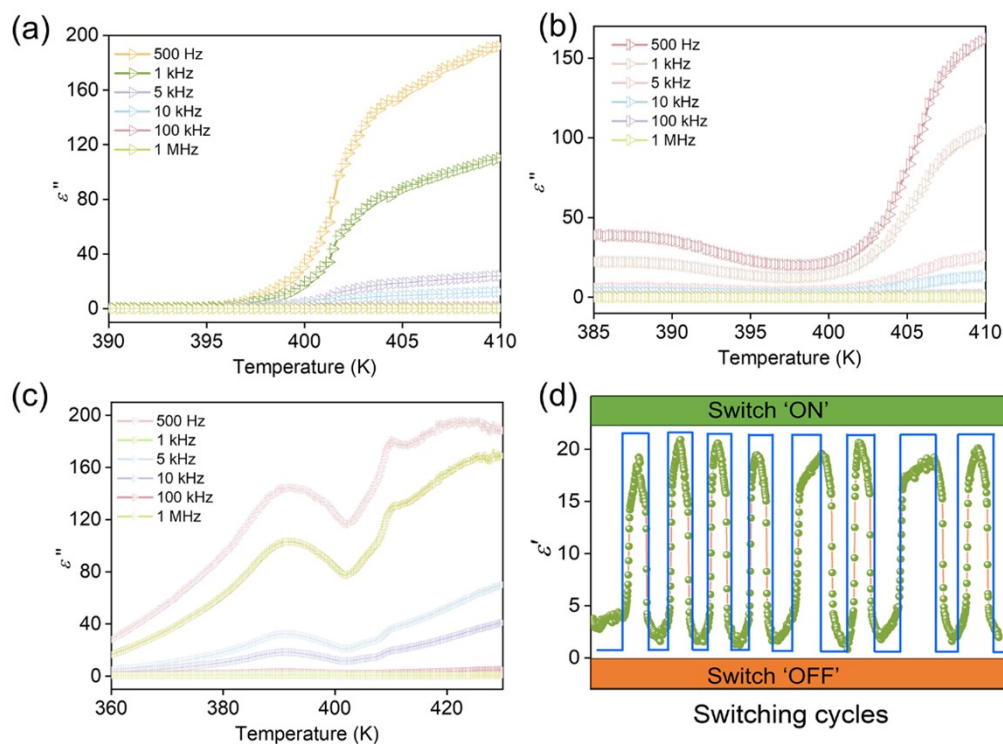 (a)
200
160
120
80
40
0
ε''
500 Hz
1 kHz
5 kHz
10 kHz
100 kHz
1 MHz
390 395 400 405 410
Temperature (K)
(b)
150
100
50
0
ε''
500 Hz
1 kHz
5 kHz
10 kHz
100 kHz
1 MHz
385 390 395 400 405 410
Temperature (K)
(c)
200
160
120
80
40
0
ε''
500 Hz
1 kHz
5 kHz
10 kHz
100 kHz
1 MHz
360 380 400 420
Temperature (K)
(d)
Switch 'ON'
20
15
10
5
0
ε'
Switch 'OFF'
Switching cycles